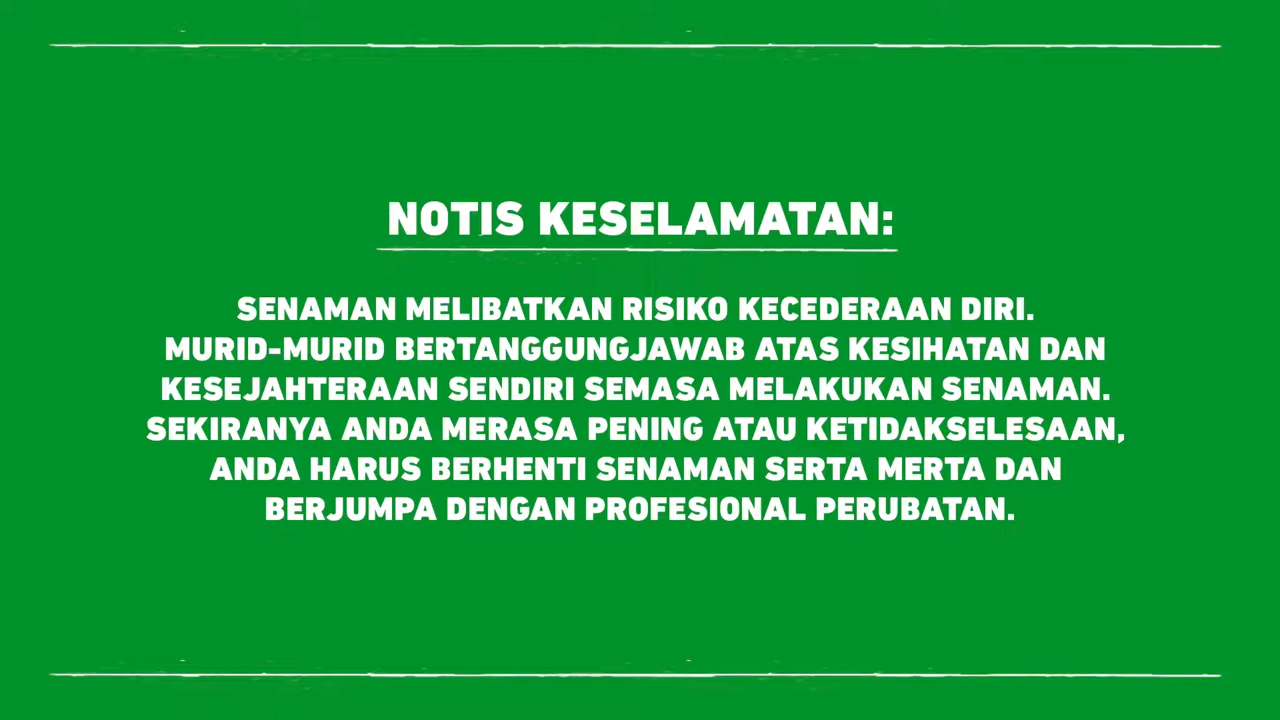 NOTIS KESELAMATAN:
SENAMAN MELIBATKAN RISIKO KECEDERAAN DIRI.
MURID-MURID BERTANGGUNGJAWAB ATAS KESIHATAN DAN
KESEJAHTERAAN SENDIRI SEMASA MELAKUKAN SENAMAN.
SEKIRANYA ANDA MERASA PENING ATAU KETIDAKSELESAAN,
ANDA HARUS BERHENTI SENAMAN SERTA MERTA DAN
BERJUMPA DENGAN PROFESIONAL PERUBATAN.